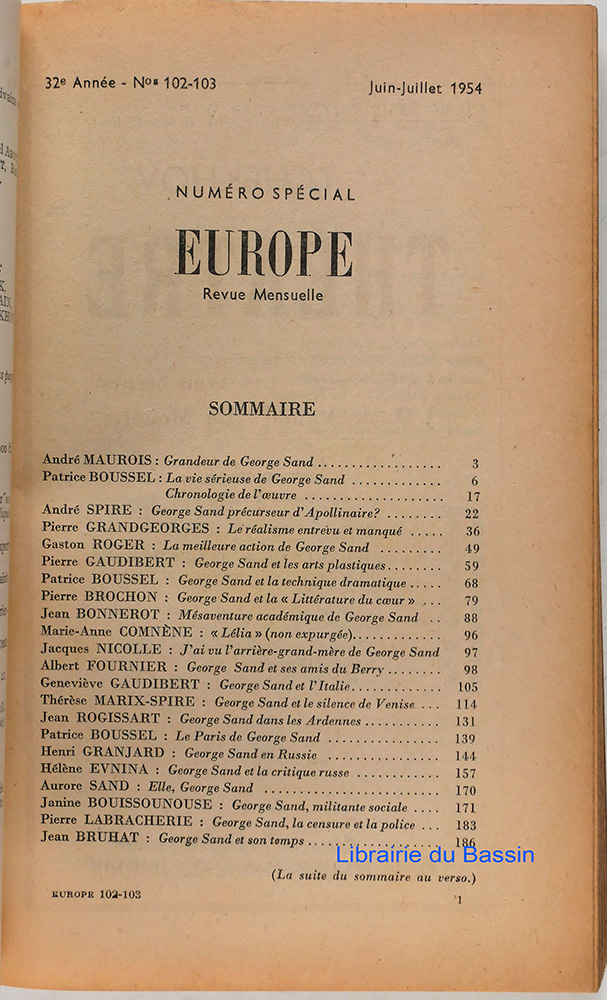 32e Année - Nos 102-103 Juin-Juillet 1954
NUMÉRO SPÉCIAL
EUROPE
Revue Mensuelle
SOMMAIRE
André MAUROIS : Grandeur de George Sand .................. 3
Patrice BOUSSEL : La vie sérieuse de George Sand ............. 6
Chronologie de l'œuvre ................... 17
André SPIRE : George Sand précurseur d'Apollinaire? ........ 22
Pierre GRANDGEORGES : Le réalisme entrevu et manqué ..... 36
Gaston ROGER : La meilleure action de George Sand ......... 49
Pierre GAUDIBERT : George Sand et les arts plastiques........ 59
Patrice BOUSSEL : George Sand et la technique dramatique ..... 68
Pierre BROCHON : George Sand et la « Littérature du cœur » ... 79
Jean BONNEROT : Mésaventure académique de George Sand .. 88
Marie-Anne COMNÈNE : « Lélia » (non expurgée)............. 96
Jacques NICOLLE : J'ai vu l'arrière-grand-mère de George Sand 97
Albert FOURNIER : George Sand et ses amis du Berry ........ 98
Geneviève GAUDIBERT : George Sand et l'Italie.............. 105
Thérèse MARIX-SPIRE : George Sand et le silence de Venise ... 114
Jean ROGISSART : George Sand dans les Ardennes ........... 131
Patrice BOUSSEL : Le Paris de George Sand ................ 139
Henri GRANJARD : George Sand en Russie ................ 144
Hélène EVNINA : George Sand et la critique russe ............ 157
Aurore SAND : Elle, George Sand ......................... 170
Janine BOUISSOUNOUSE : George Sand, militante sociale .... 171
Pierre LABRACHERIE : George Sand, la censure et la police ... 183
Jean BRUHAT : George Sand et son temps................... 186
Librairie du Bassin
(La suite du sommaire au verso.)
EUROPE 102-103 1